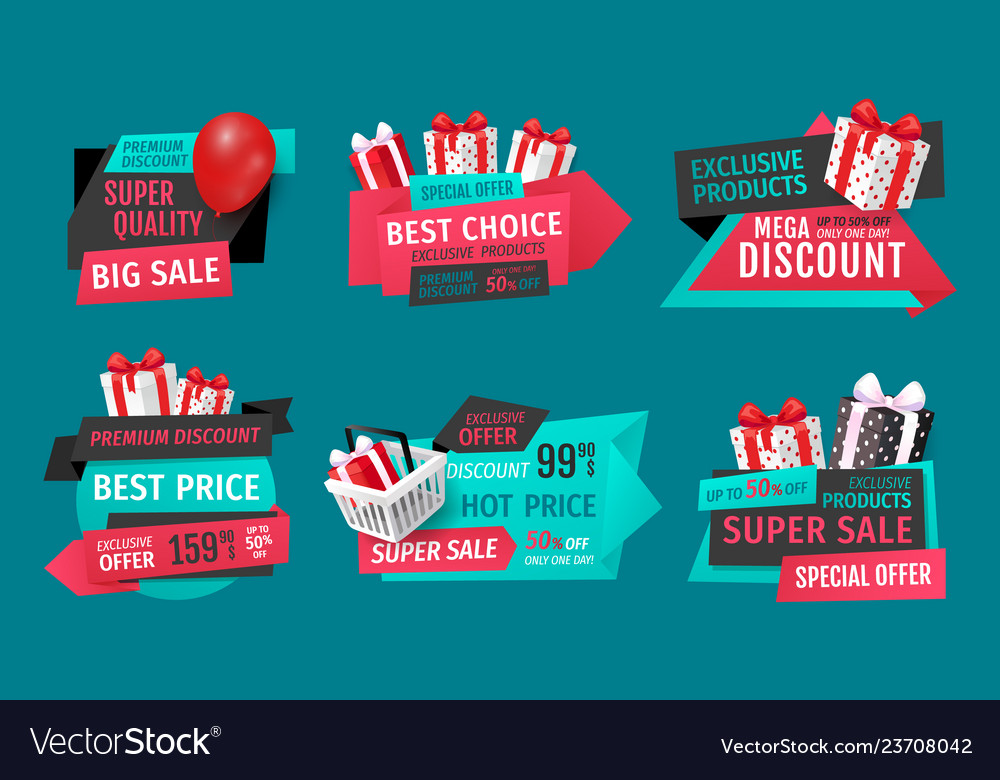 PREMIUM
DISCOUNT
SUPER
QUALITY
BIG SALE
SPECIAL OFFER
BEST CHOICE
EXCLUSIVE PRODUCTS
PREMIUM
DISCOUNT
ONLY ONE DAY!
50% OFF
EXCLUSIVE
PRODUCTS
MEGA
UP TO 50% OFF
ONLY ONE DAY!
DISCOUNT
PREMIUM DISCOUNT
BEST PRICE
EXCLUSIVE
OFFER
159 90 $
UP TO
50%
OFF
EXCLUSIVE
OFFER
DISCOUNT 99 90 $
HOT PRICE
SUPER SALE
50% OFF
ONLY ONE DAY!
UP TO 50% OFF
EXCLUSIVE
PRODUCTS
SUPER SALE
SPECIAL OFFER
VectorStock®
VectorStock.com/23708042